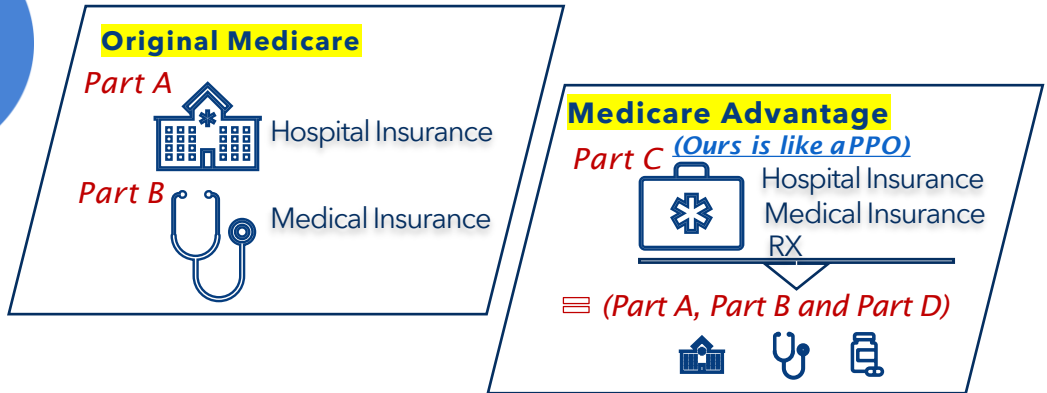 Original Medicare
Part A
Hospital Insurance
Part B
Medical Insurance
Medicare Advantage
(Ours is like a PPO)
Part C
Hospital Insurance
Medical Insurance
RX
= (Part A, Part B and Part D)